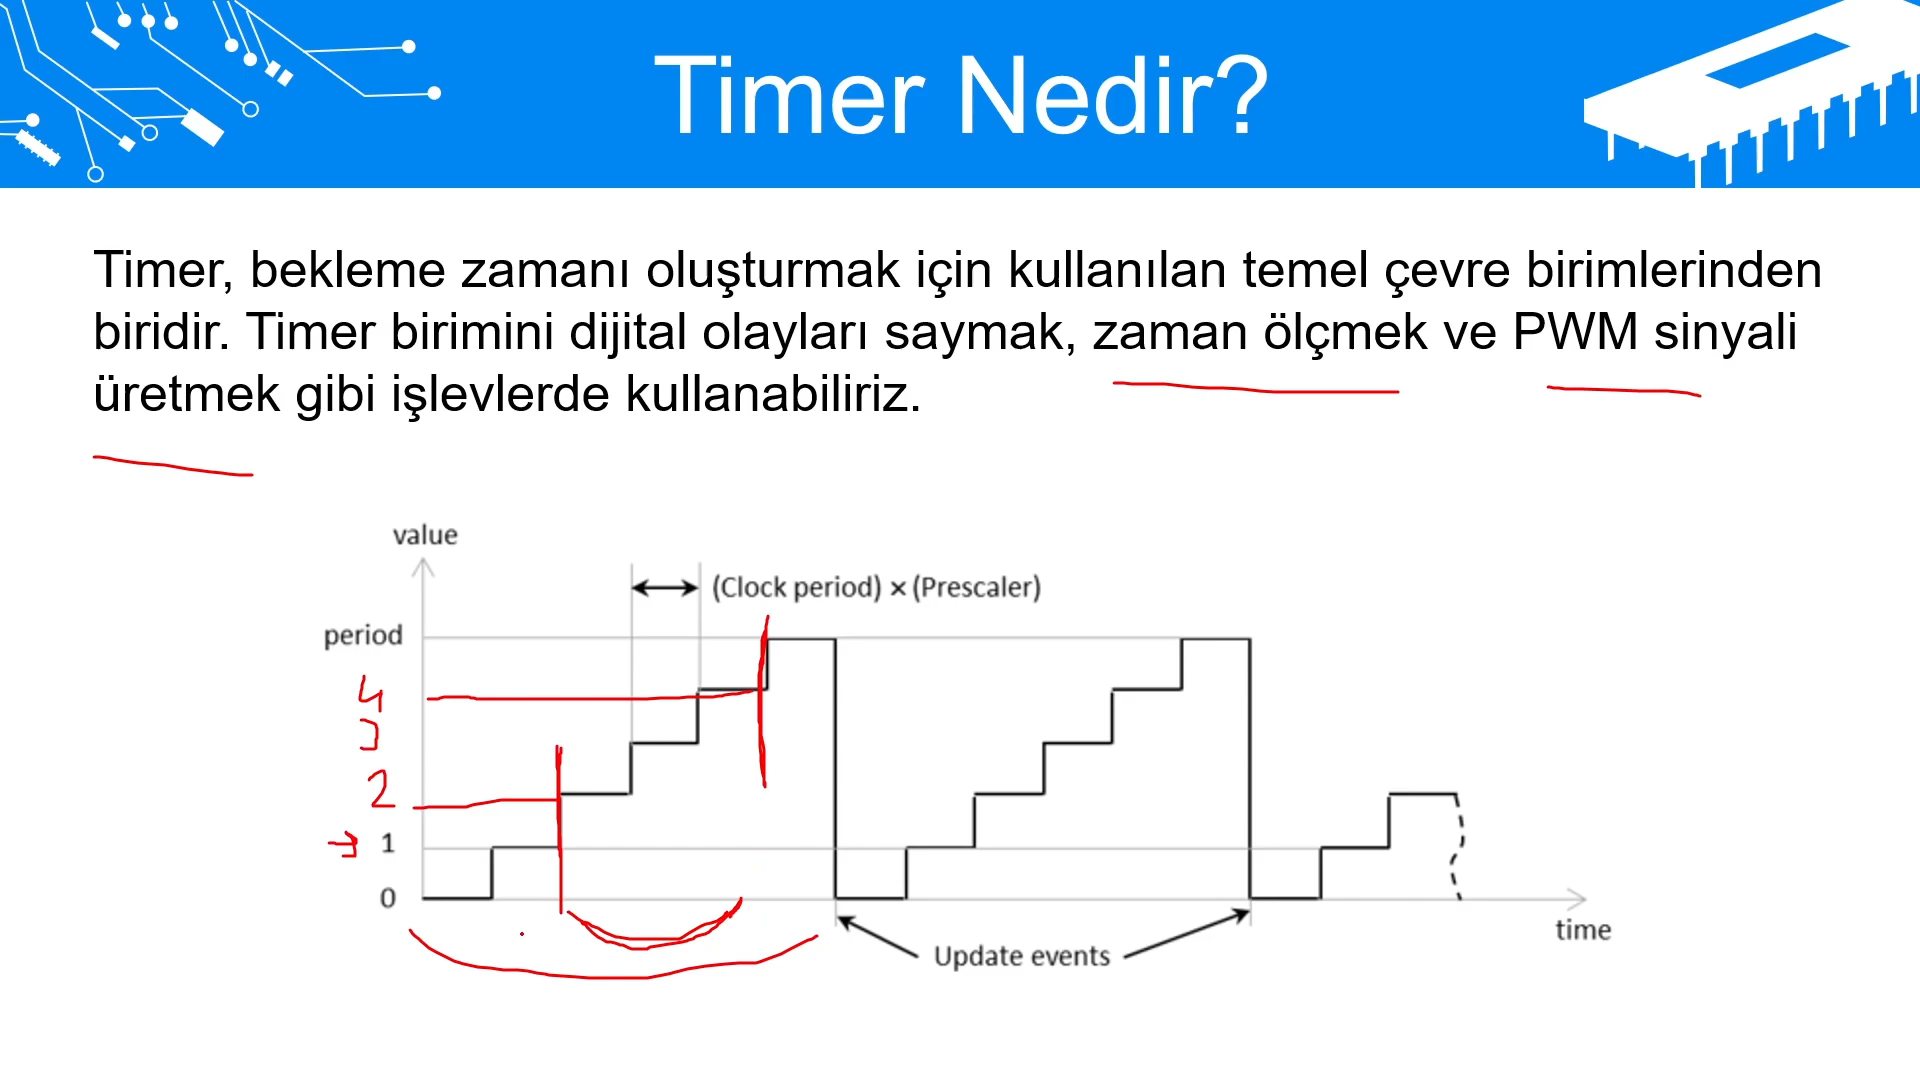 Timer Nedir?
Timer, bekleme zamanı oluşturmak için kullanılan temel çevre birimlerinden
biridir. Timer birimini dijital olayları saymak, zaman ölçmek ve PWM sinyali
üretmek gibi işlevlerde kullanabiliriz.
value
(Clock period) × (Prescaler)
period
4
3
2
1
0
time
Update events